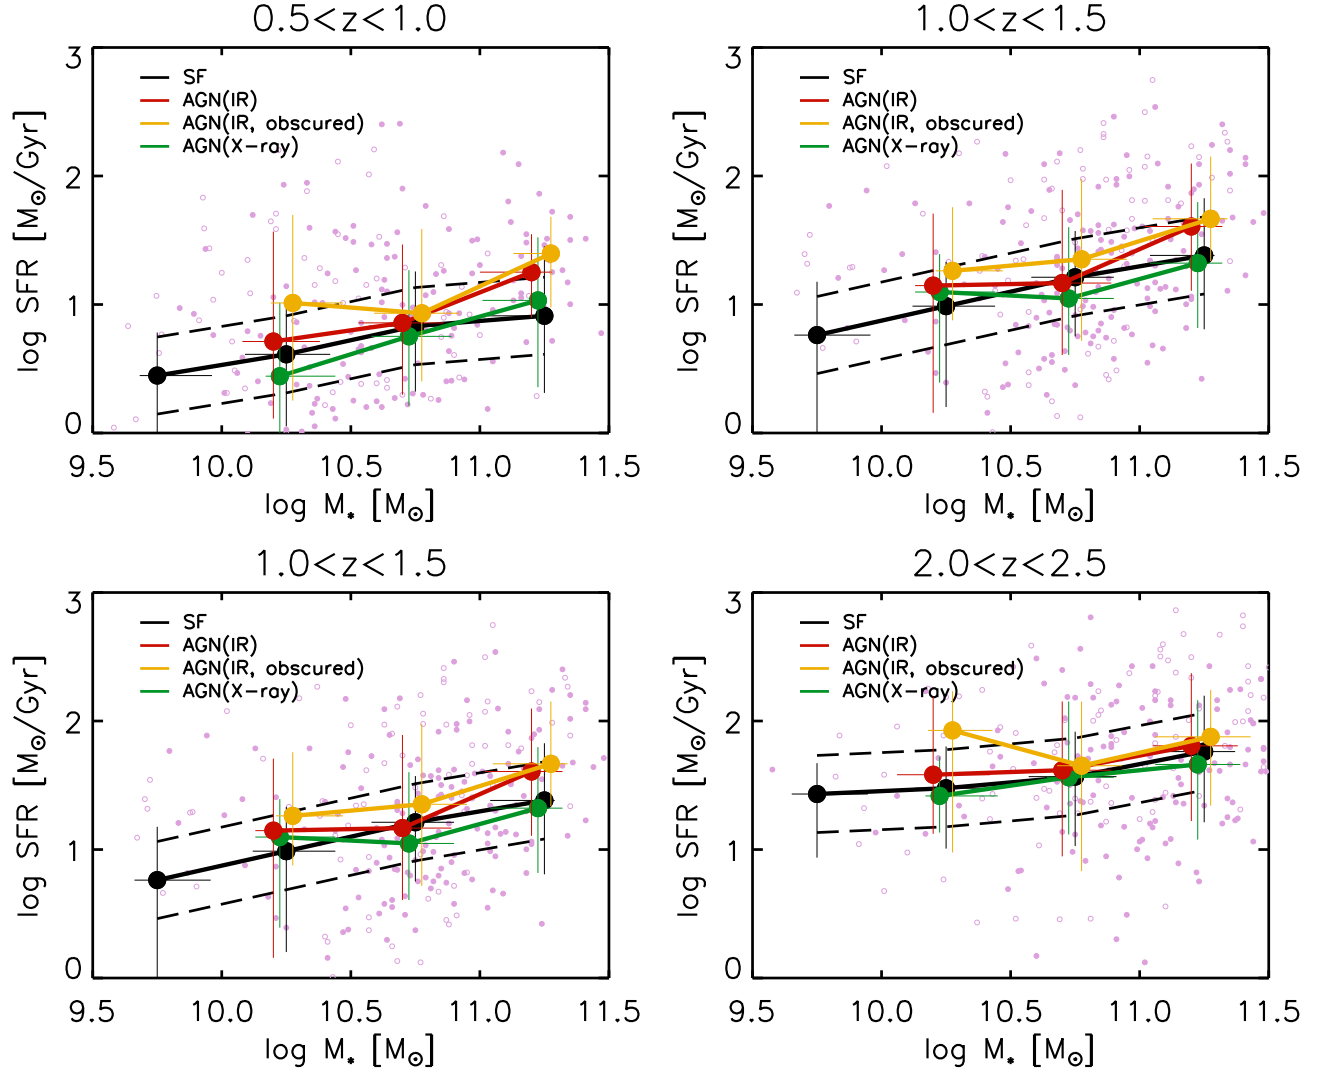 0.5<z<1.0
3
2
1
0
log SFR [M⊙/Gyr]
SF
AGN(IR)
AGN(IR, obscured)
AGN(X-ray)
9.5 10.0 10.5 11.0 11.5
log M* [M⊙]
1.0<z<1.5
3
2
1
0
log SFR [M⊙/Gyr]
SF
AGN(IR)
AGN(IR, obscured)
AGN(X-ray)
9.5 10.0 10.5 11.0 11.5
log M* [M⊙]
1.0<z<1.5
3
2
1
0
log SFR [M⊙/Gyr]
SF
AGN(IR)
AGN(IR, obscured)
AGN(X-ray)
9.5 10.0 10.5 11.0 11.5
log M* [M⊙]
2.0<z<2.5
3
2
1
0
log SFR [M⊙/Gyr]
SF
AGN(IR)
AGN(IR, obscured)
AGN(X-ray)
9.5 10.0 10.5 11.0 11.5
log M* [M⊙]